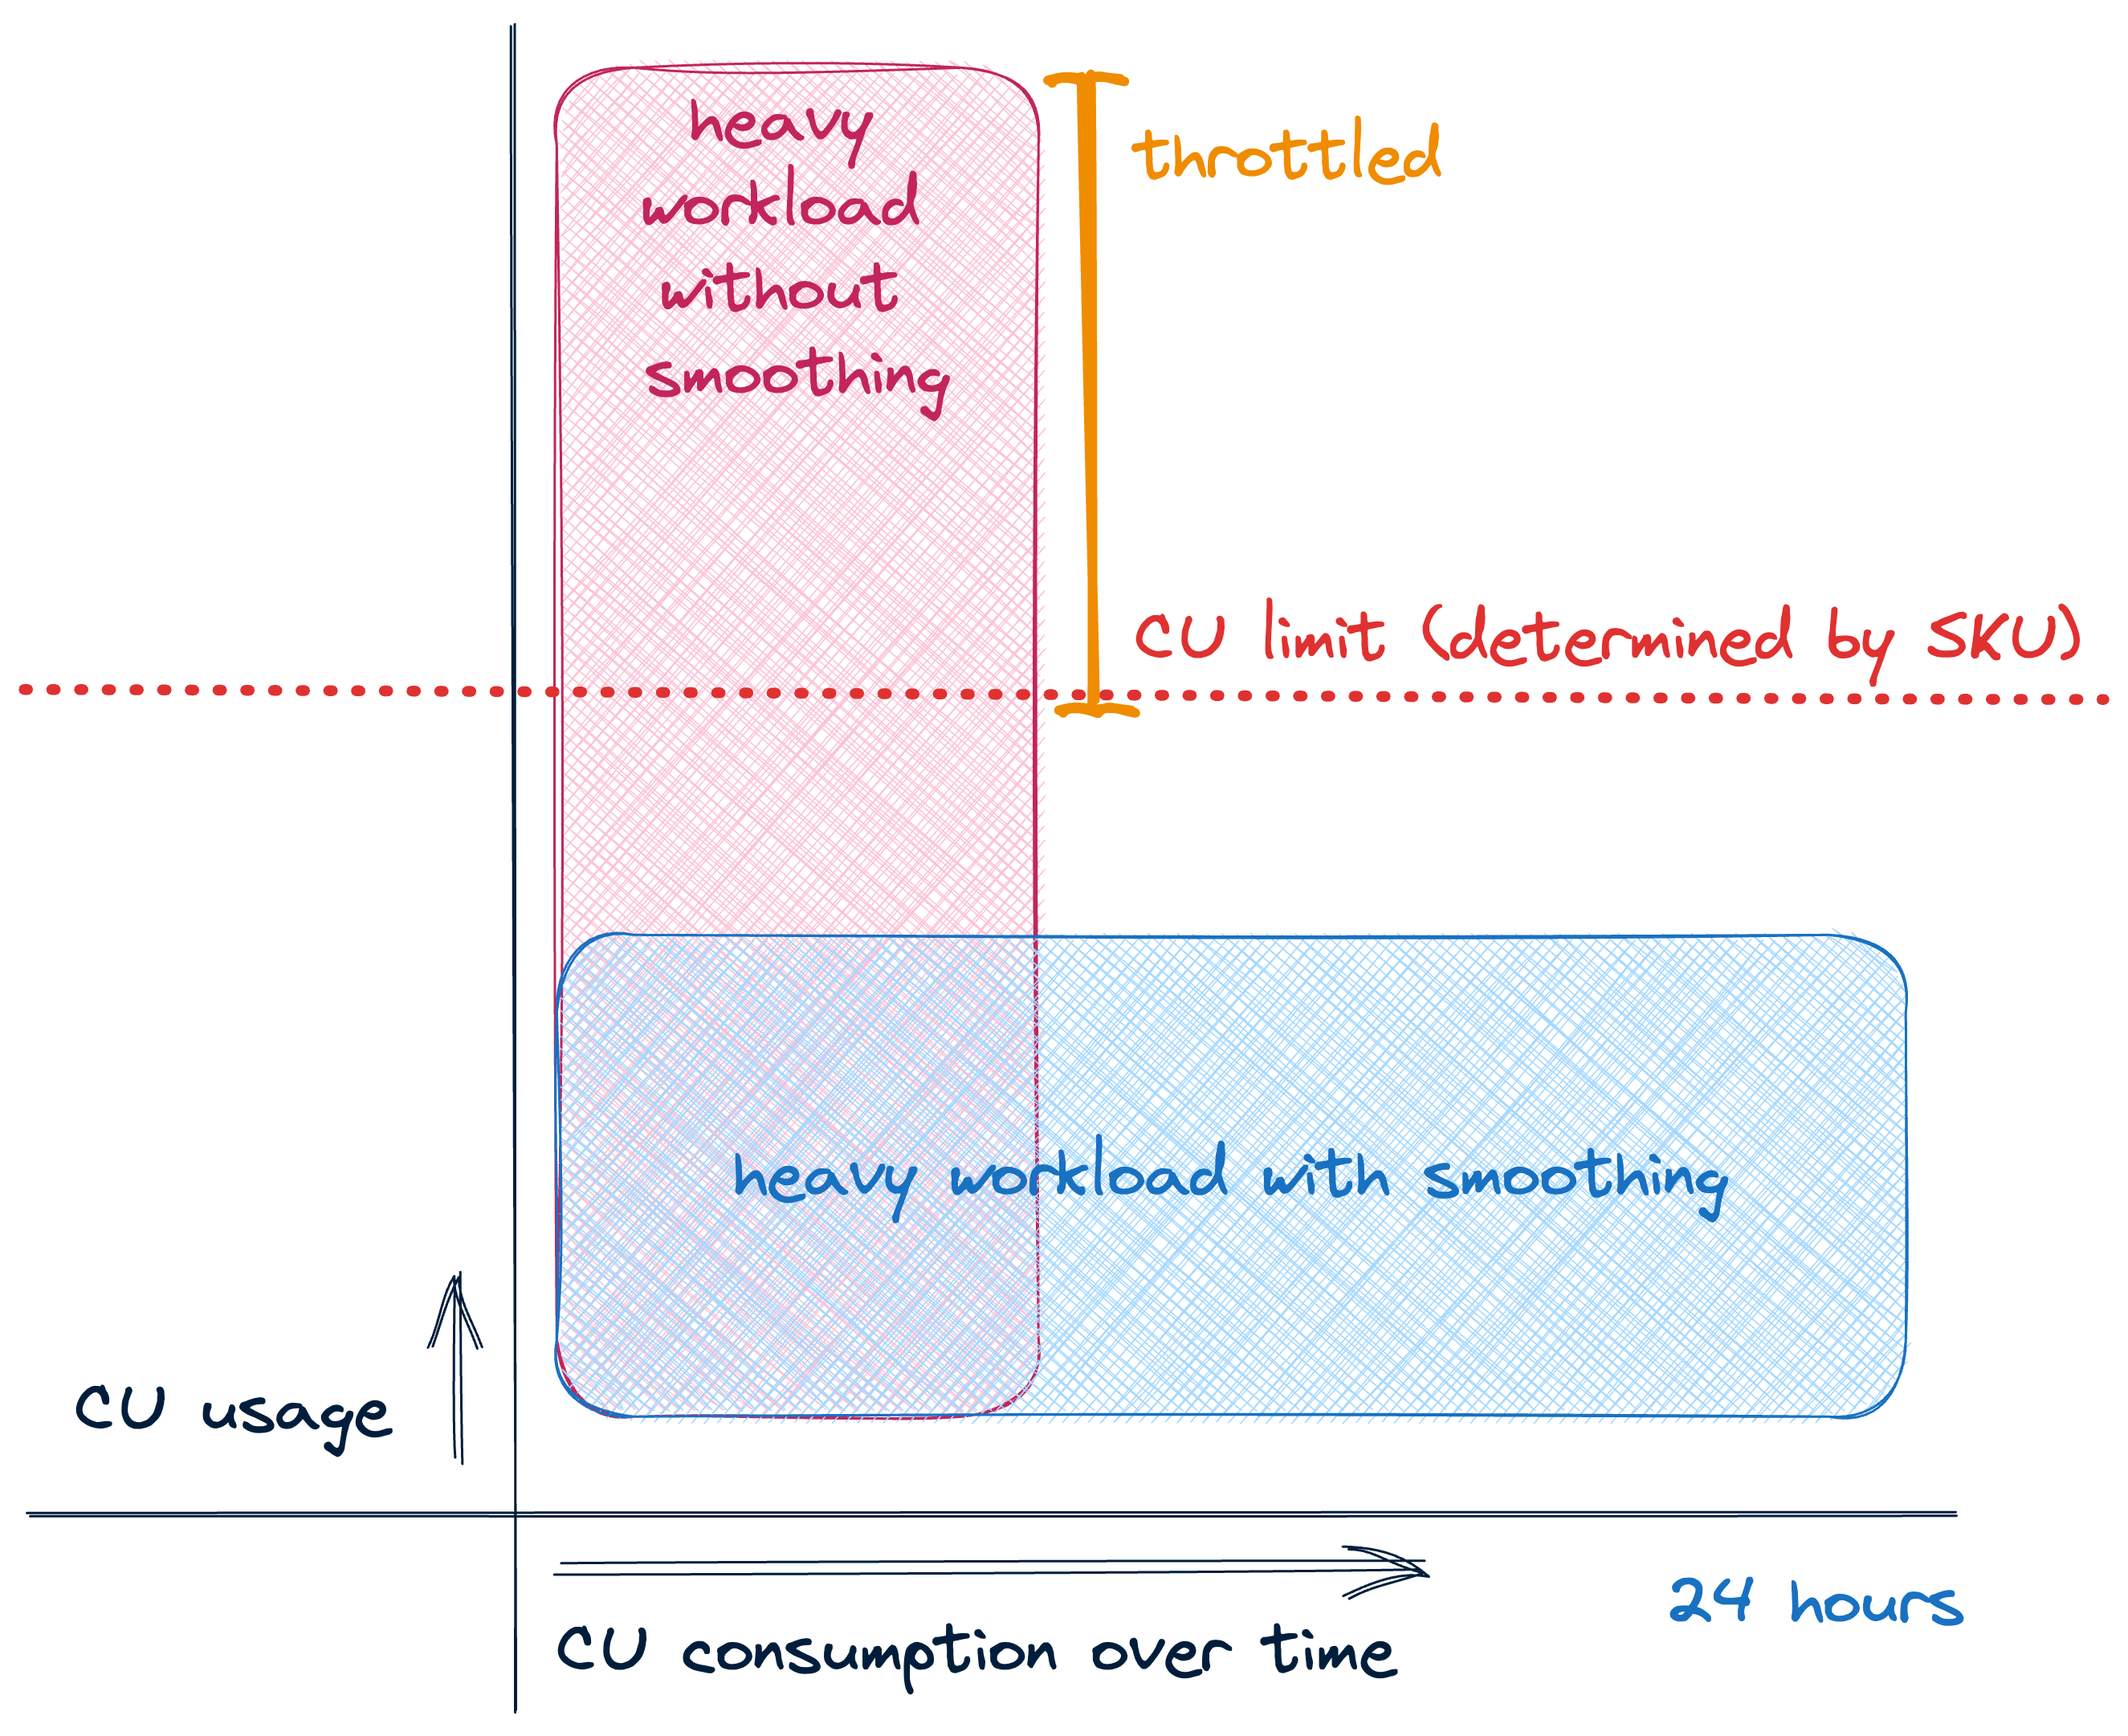 heavy
workload
without
smoothing
throttled
CU limit (determined by SKU)
heavy workload with smoothing
CU usage
24 hours
CU consumption over time